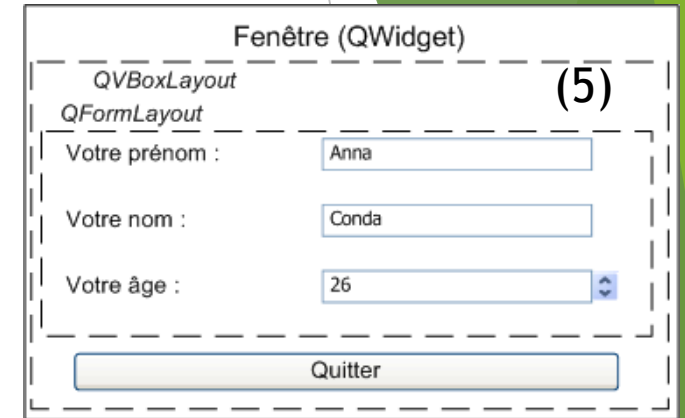 Fenêtre (QWidget)
QVBoxLayout (5)
QFormLayout
Votre prénom : Anna
Votre nom : Conda
Votre âge : 26
Quitter